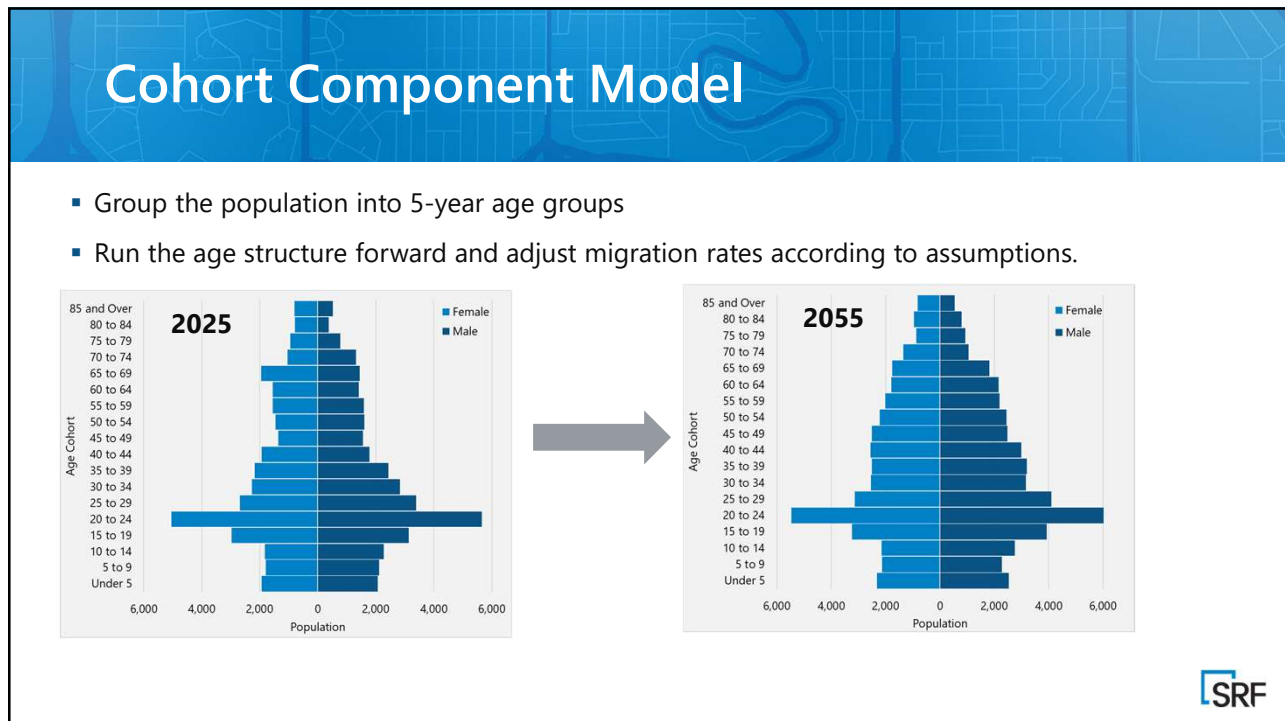 Cohort Component Model
▪ Group the population into 5-year age groups
▪ Run the age structure forward and adjust migration rates according to assumptions.
2025
Female
Male
Age Cohort
85 and Over
80 to 84
75 to 79
70 to 74
65 to 69
60 to 64
55 to 59
50 to 54
45 to 49
40 to 44
35 to 39
30 to 34
25 to 29
20 to 24
15 to 19
10 to 14
5 to 9
Under 5
6,000 4,000 2,000 0 2,000 4,000 6,000
Population
2055
Female
Male
Age Cohort
85 and Over
80 to 84
75 to 79
70 to 74
65 to 69
60 to 64
55 to 59
50 to 54
45 to 49
40 to 44
35 to 39
30 to 34
25 to 29
20 to 24
15 to 19
10 to 14
5 to 9
Under 5
6,000 4,000 2,000 0 2,000 4,000 6,000
Population
SRF